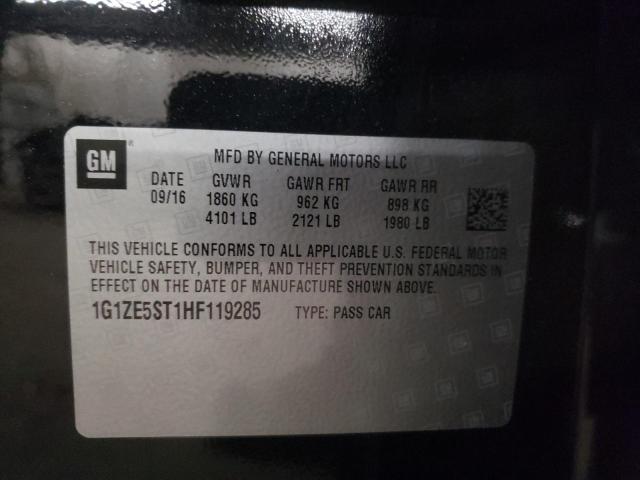 GM
MFD BY GENERAL MOTORS LLC
DATE GVWR GAWR FRT GAWR RR
09/16 1860 KG 962 KG 898 KG
4101 LB 2121 LB 1980 LB
THIS VEHICLE CONFORMS TO ALL APPLICABLE U.S. FEDERAL MOTOR
VEHICLE SAFETY, BUMPER, AND THEFT PREVENTION STANDARDS IN
EFFECT ON THE DATE OF MANUFACTURE SHOWN ABOVE.
1G1ZE5ST1HF119285 TYPE: PASS CAR